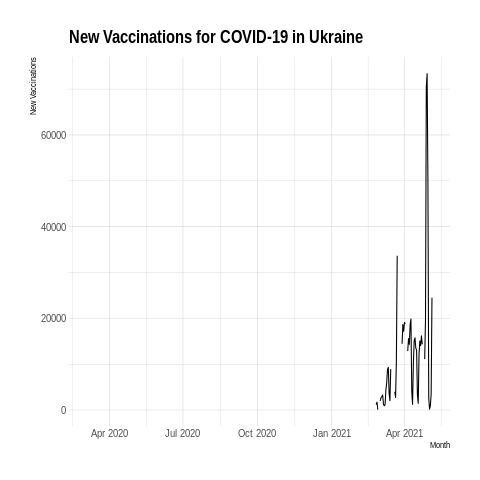 New Vaccinations for COVID-19 in Ukraine
New Vaccinations
60000
40000
20000
0
Apr 2020 Jul 2020 Oct 2020 Jan 2021 Apr 2021
Month